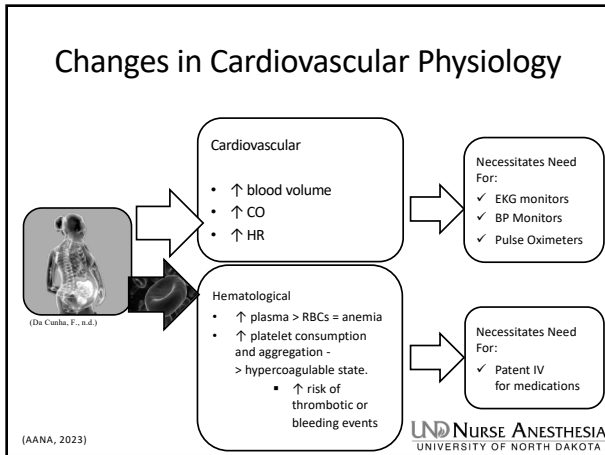 Changes in Cardiovascular Physiology
(Da Cunha, F., n.d.)
Cardiovascular
• ↑ blood volume
• ↑ CO
• ↑ HR
Necessitates Need
For:
✓ EKG monitors
✓ BP Monitors
✓ Pulse Oximeters
Hematological
• ↑ plasma > RBCs = anemia
• ↑ platelet consumption
and aggregation -
> hypercoagulable state.
▪ ↑ risk of
thrombotic or
bleeding events
Necessitates Need
For:
✓ Patent IV
for medications
(AANA, 2023)
UND NURSE ANESTHESIA
UNIVERSITY OF NORTH DAKOTA